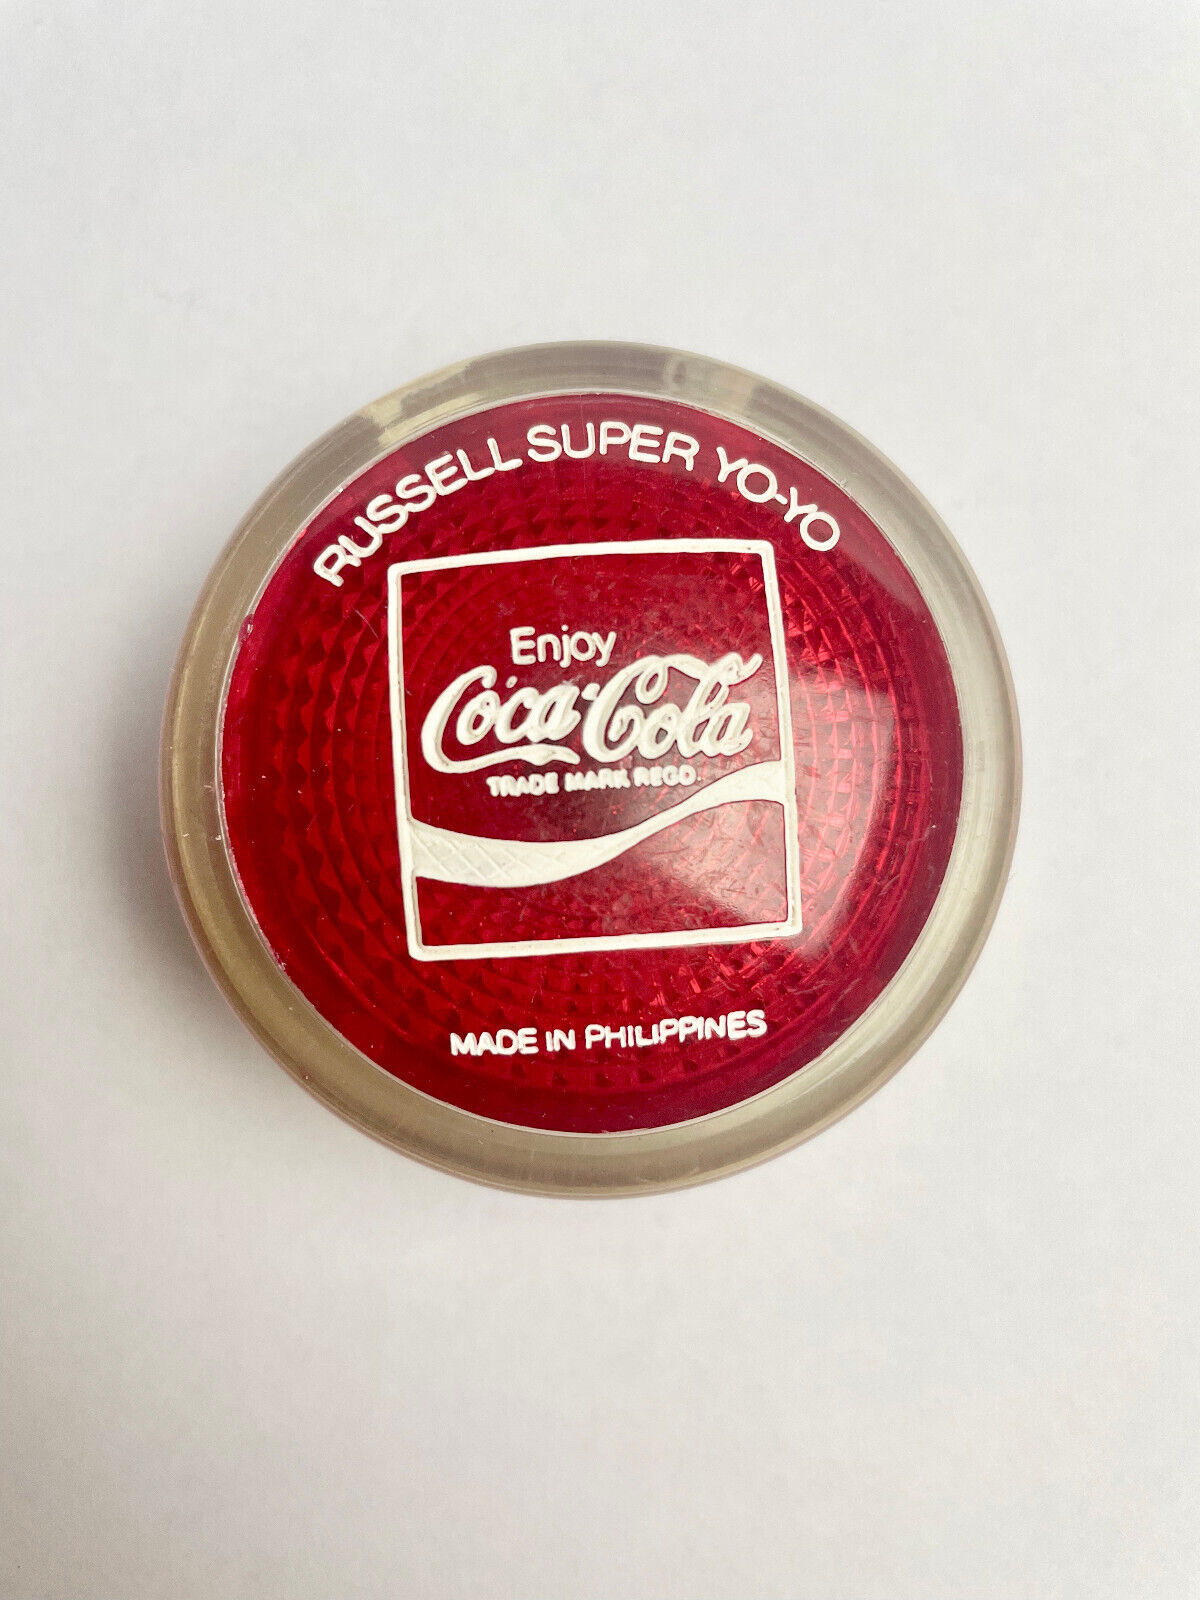 RUSSELL SUPER YO-YO
Enjoy
Coca-Cola
TRADE MARK REGD.
MADE IN PHILIPPINES